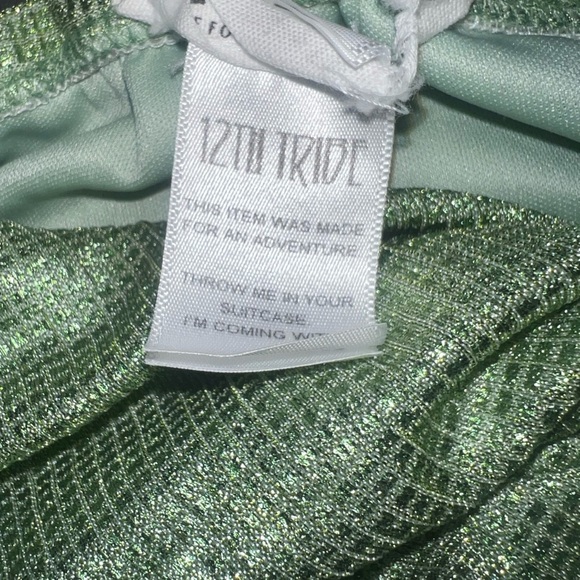 12TH TRIBE
THIS ITEM WAS MADE
FOR AN ADVENTURE
THROW ME IN YOUR
SUITCASE
I'M COMING